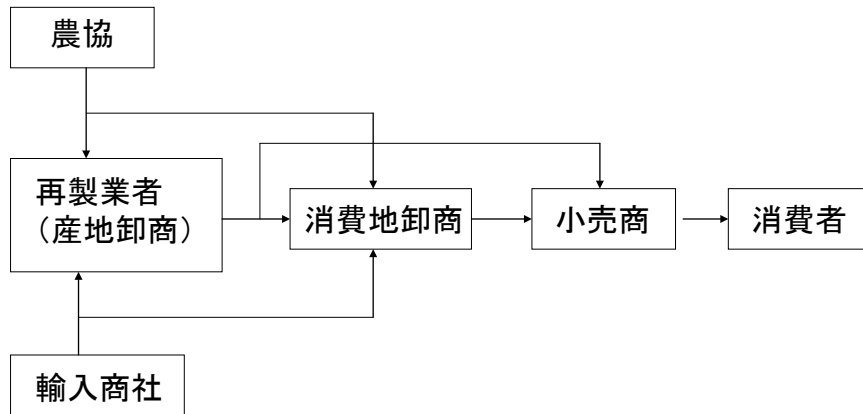 農協
再製業者
(産地卸商)
消費地卸商
小売商
消費者
輸入商社